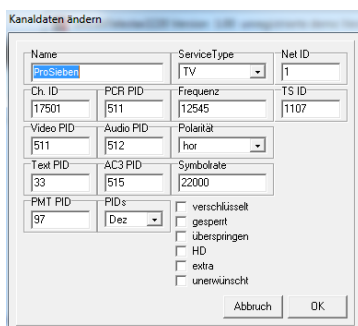 Kanaldaten ändern
Name ServiceType Net ID
ProSieben TV 1
Ch. ID PCR PID Frequenz TS ID
17501 511 12545 1107
Video PID Audio PID Polarität
511 512 hor
Text PID AC3 PID Symbolrate
33 515 22000
PMT PID PIDs
97 Dez
verschlüsselt
gesperrt
überspringen
HD
extra
unerwünscht
Abbruch OK